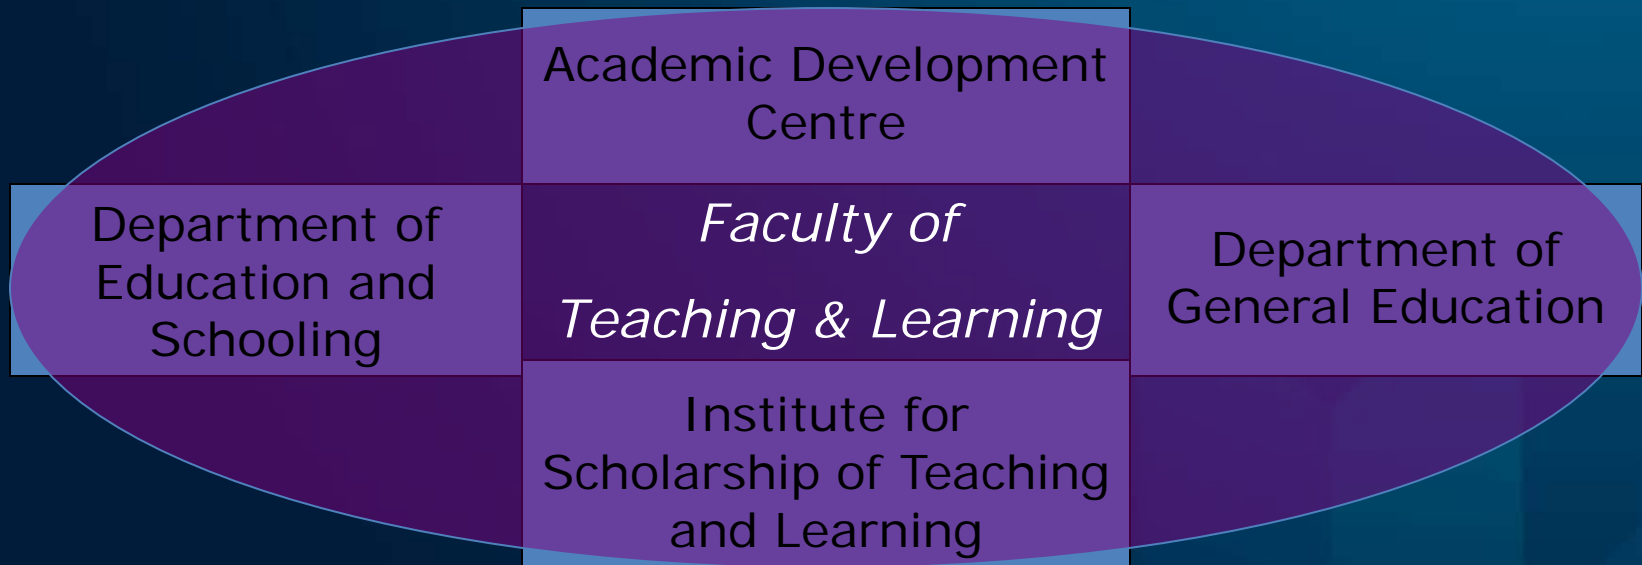 Academic Development
Centre
Department of
Education and
Schooling
Faculty of
Teaching & Learning
Department of
General Education
Institute for
Scholarship of Teaching
and Learning